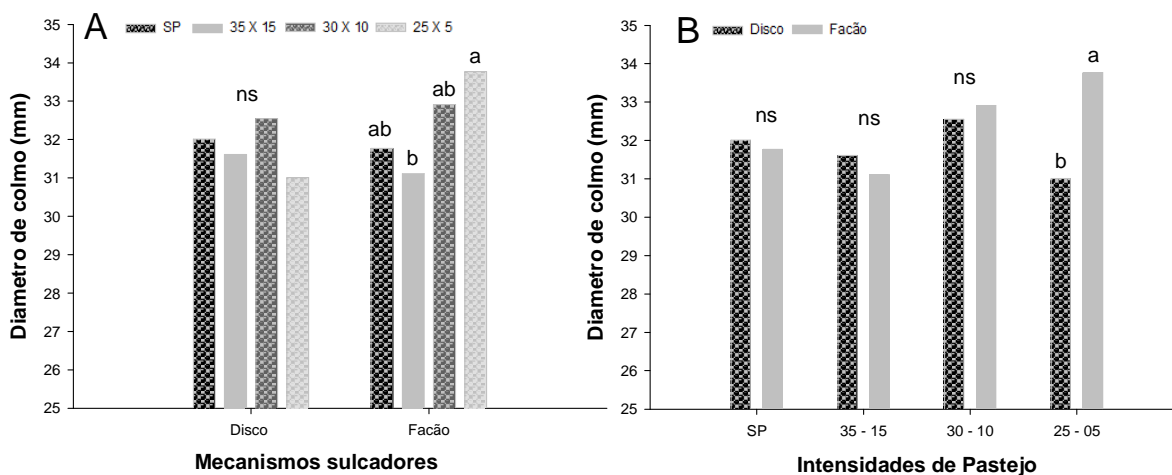 A
SP 35 X 15 30 X 10 25 X 5
Diametro de colmo (mm)
35
34
33
32
31
30
29
28
27
26
25
ns
ab
b
ab
a
Disco Facão
Mecanismos sulcadores
B
Disco Facão
Diametro de colmo (mm)
35
34
33
32
31
30
29
28
27
26
25
ns
ns
ns
b
a
SP 35 - 15 30 - 10 25 - 05
Intensidades de Pastejo